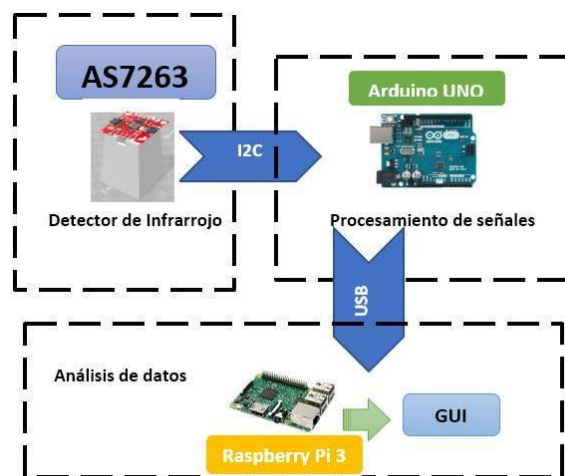 AS7263
Arduino UNO
I2C
Detector de Infrarrojo
Procesamiento de señales
USB
Análisis de datos
GUI
Raspberry Pi 3